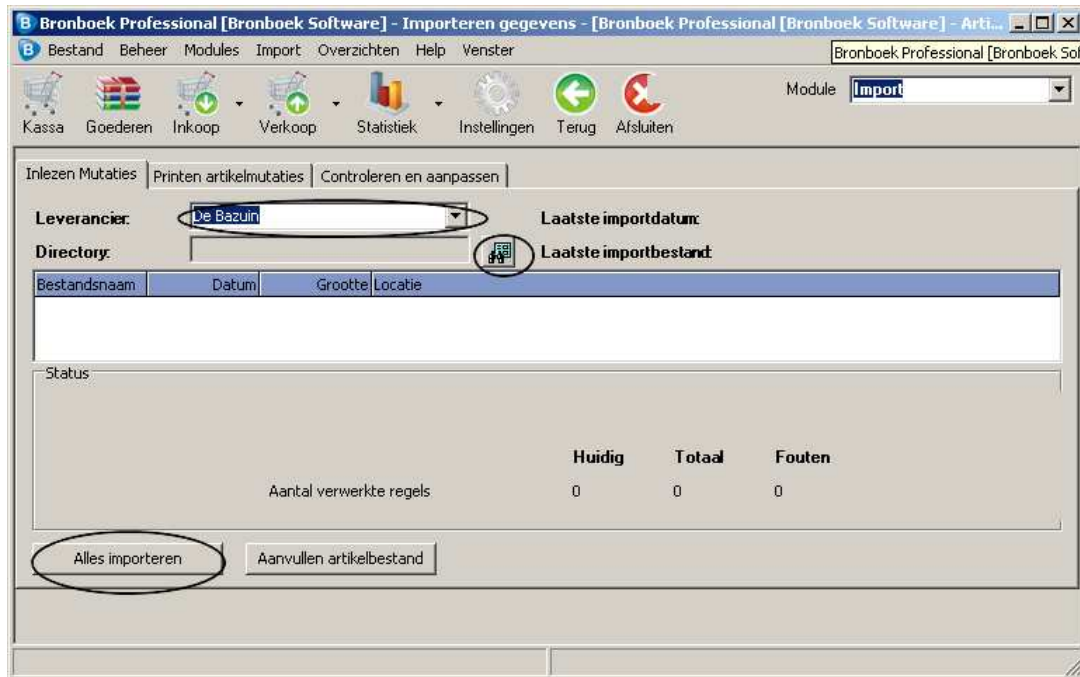 Bronboek Professional [Bronboek Software] - Importeren gegevens - [Bronboek Professional [Bronboek Software] - Arti...
Bestand Beheer Modules Import Overzichten Help Venster
Bronboek Professional [Bronboek Sof
Kassa Goederen Inkoop Verkoop Statistiek Instellingen Terug Afsluiten
Module Import
Inlezen Mutaties Printen artikelmutaties Controleren en aanpassen
Leverancier: De Bazuin Laatste importdatum:
Directory: Laatste importbestand:
Bestandsnaam Datum Grootte Locatie
Status
Huidig Totaal Fouten
Aantal verwerkte regels 0 0 0
Alles importeren Aanvullen artikelbestand